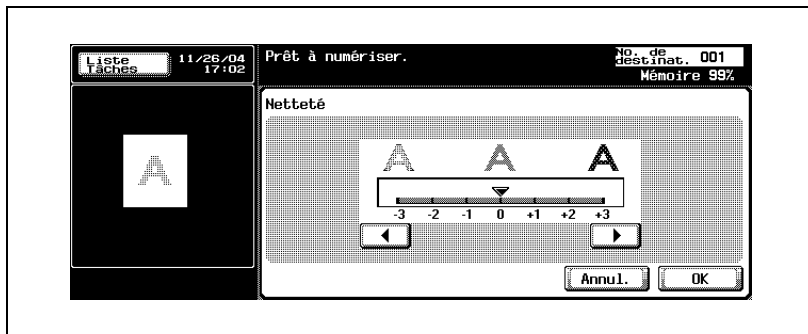 Liste
Tâches
11/26/04
17:02
Prêt à numériser.
No. de
destinat. 001
Mémoire 99%
Netteté
A
A A A
-3 -2 -1 0 +1 +2 +3
Annul. OK